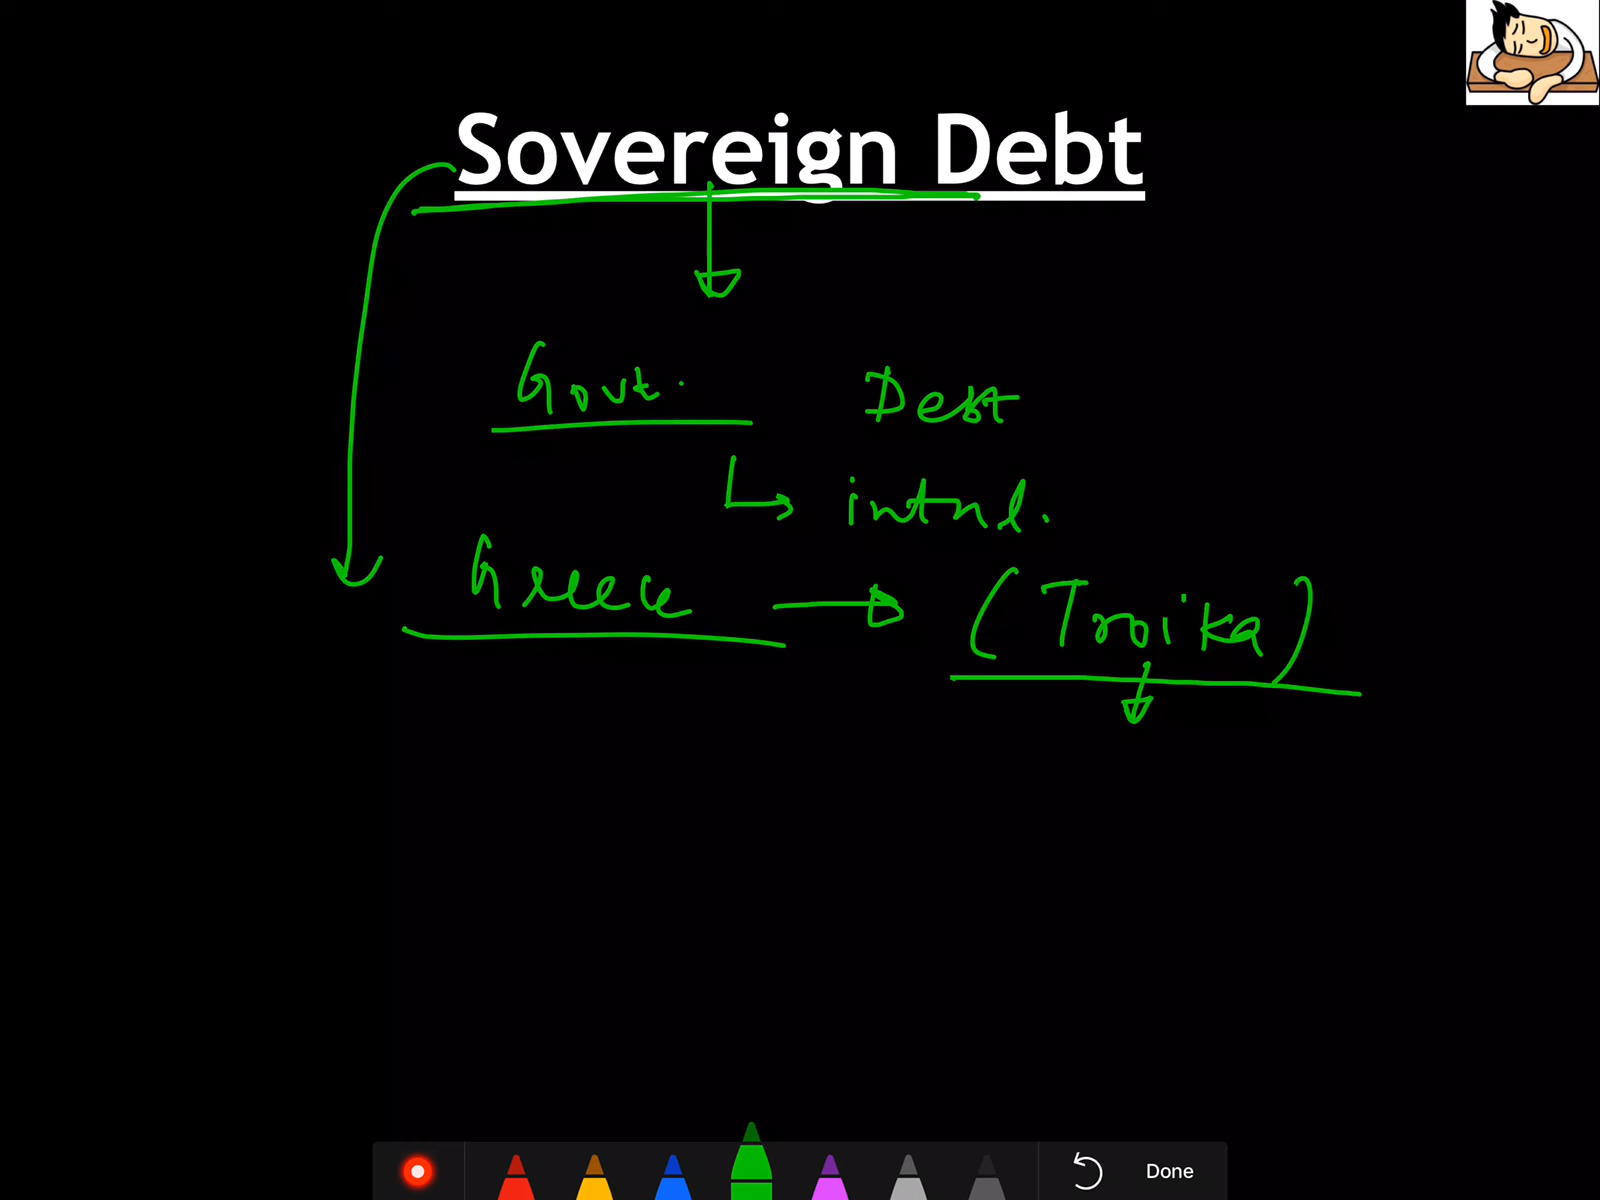 Sovereign Debt
Govt. Debt
intnl.
Greece (Troika)
Done